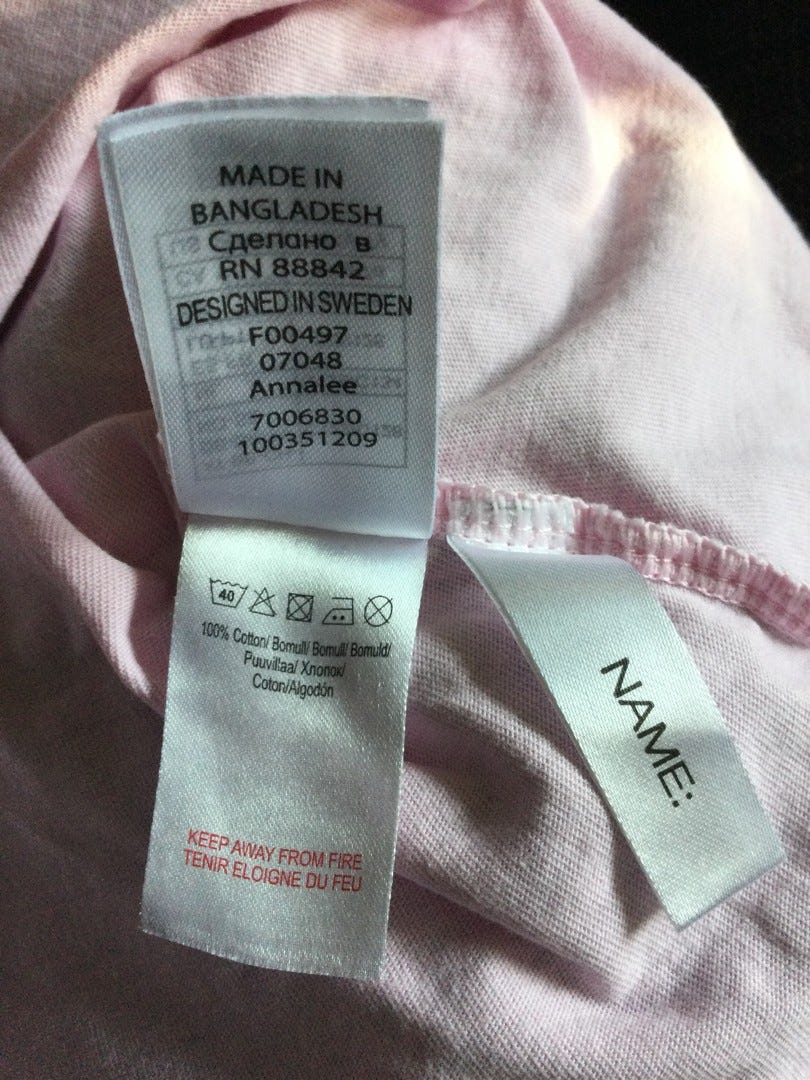 MADE IN
BANGLADESH
Сделано в
RN 88842
DESIGNED IN SWEDEN
F00497
07048
Annalee
7006830
100351209
40
100% Cotton/ Bomull/ Bomull/ Bomuld/
Puuvillaa/ Хлопок/
Coton/Algodón
KEEP AWAY FROM FIRE
TENIR ELOIGNE DU FEU
NAME: